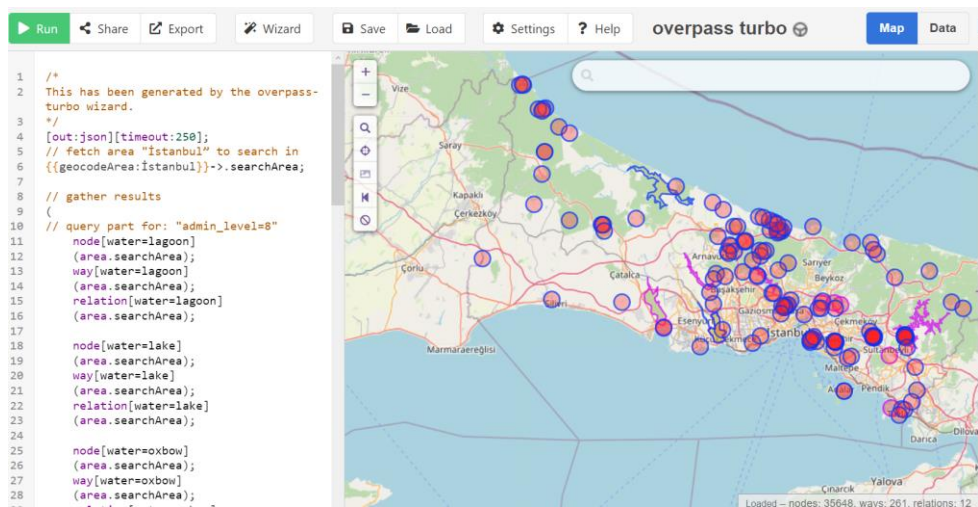 Run Share Export Wizard Save Load Settings Help overpass turbo Map Data
1 /*
2 This has been generated by the overpass-
turbo wizard.
3 */
4 [out:json][timeout:250];
5 // fetch area "İstanbul" to search in
6 {{geocodeArea:İstanbul}}->.searchArea;
7
8 // gather results
9 (
10 // query part for: "admin_level=8"
11 node[water=lagoon]
12 (area.searchArea);
13 way[water=lagoon]
14 (area.searchArea);
15 relation[water=lagoon]
16 (area.searchArea);
17
18 node[water=lake]
19 (area.searchArea);
20 way[water=lake]
21 (area.searchArea);
22 relation[water=lake]
23 (area.searchArea);
24
25 node[water=oxbow]
26 (area.searchArea);
27 way[water=oxbow]
28 (area.searchArea);
Vize
Saray
Kapaklı
Çerkezköy
Çorlu
Çatalca
Sarıyer
Beykoz
Başakşehir
Esenyurt
İstanbul
Çekmeköy
Sultanbeyli
Marmaraereğlisi
Maltepe
Pendik
Darıca
Dilova
Yalova
Çınarcık
Loaded – nodes: 35648, ways: 261, relations: 12